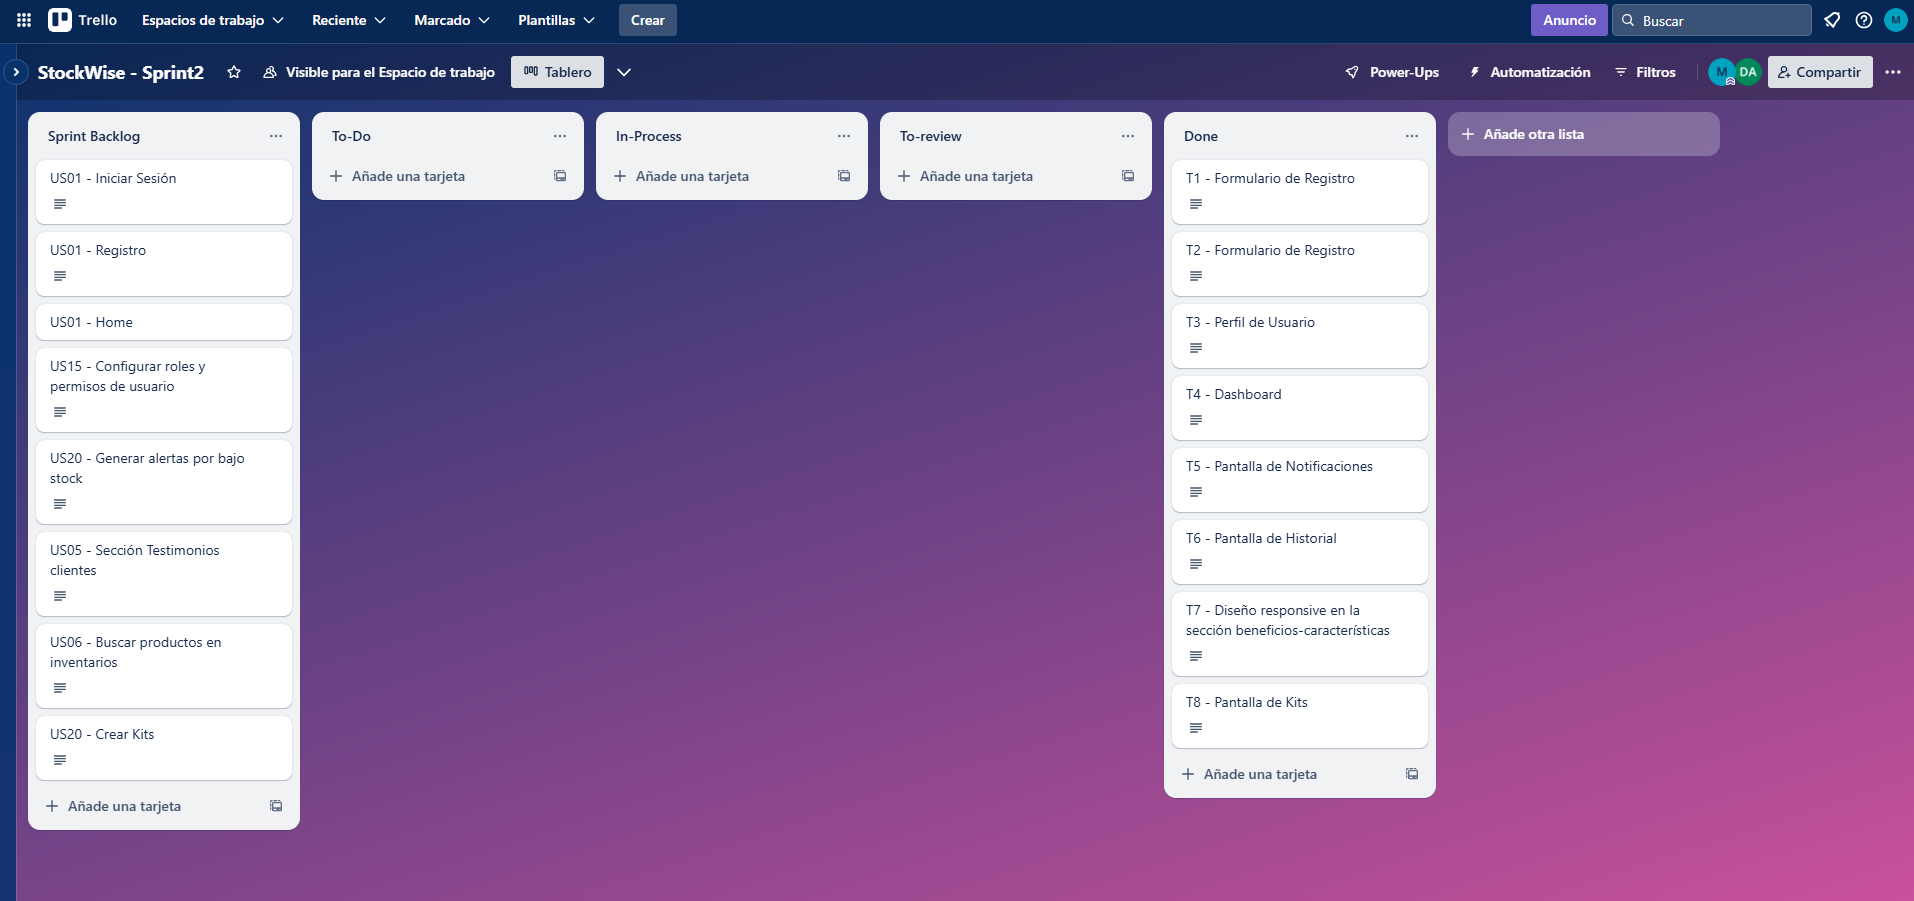 Trello
Espacios de trabajo
Reciente
Marcado
Plantillas
Crear
Anuncio
Buscar
M
StockWise - Sprint2
Visible para el Espacio de trabajo
Tablero
Power-Ups
Automatización
Filtros
M
DA
Compartir
Sprint Backlog
US01 - Iniciar Sesión
US01 - Registro
US01 - Home
US15 - Configurar roles y
permisos de usuario
US20 - Generar alertas por bajo
stock
US05 - Sección Testimonios
clientes
US06 - Buscar productos en
inventarios
US20 - Crear Kits
Añade una tarjeta
To-Do
Añade una tarjeta
In-Process
Añade una tarjeta
To-review
Añade una tarjeta
Done
T1 - Formulario de Registro
T2 - Formulario de Registro
T3 - Perfil de Usuario
T4 - Dashboard
T5 - Pantalla de Notificaciones
T6 - Pantalla de Historial
T7 - Diseño responsive en la
sección beneficios-características
T8 - Pantalla de Kits
Añade una tarjeta
Añade otra lista